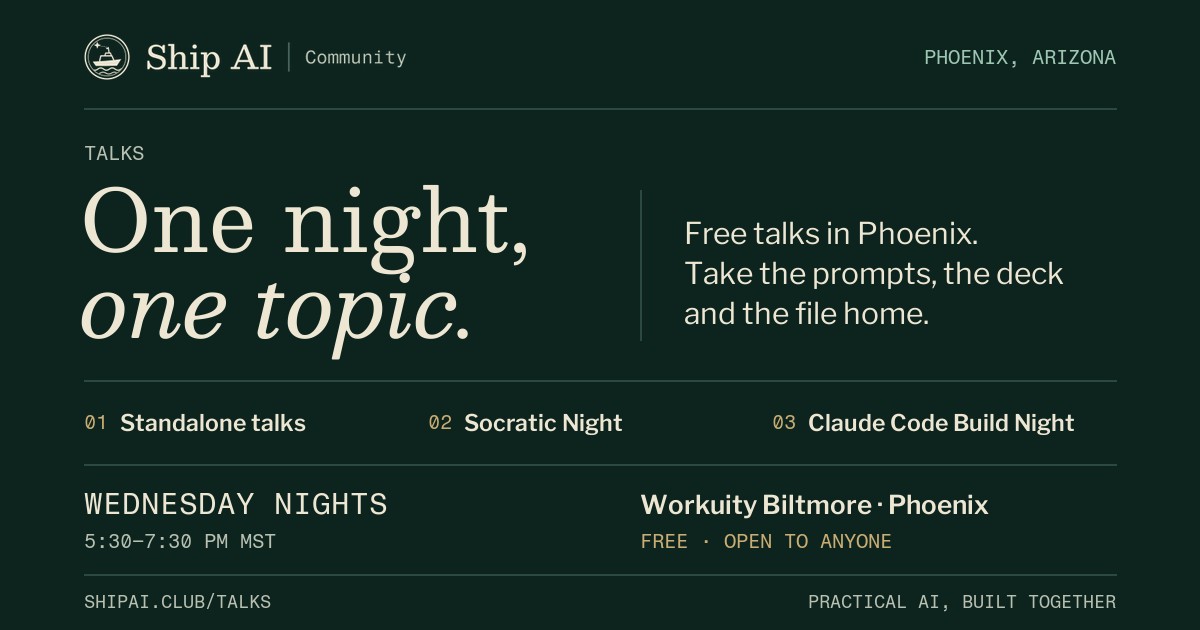 Ship AI
Community
PHOENIX, ARIZONA
TALKS
One night,
one topic.
Free talks in Phoenix.
Take the prompts, the deck
and the file home.
01 Standalone talks
02 Socratic Night
03 Claude Code Build Night
WEDNESDAY NIGHTS
5:30–7:30 PM MST
Workuity Biltmore · Phoenix
FREE · OPEN TO ANYONE
SHIPAI.CLUB/TALKS
PRACTICAL AI, BUILT TOGETHER